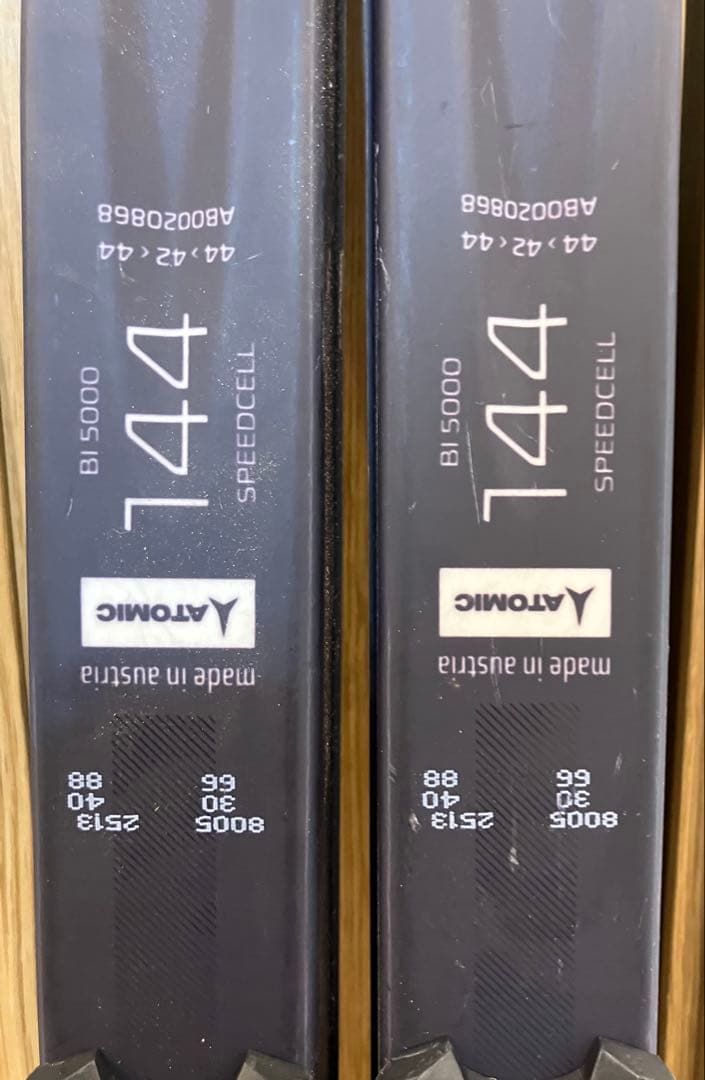 8005 2513
30 40
66 88
made in austria
ATOMIC
BI 5000
144
SPEEDCELL
44›42‹44
AB0020868
8005 2513
30 40
66 88
made in austria
ATOMIC
BI 5000
144
SPEEDCELL
44›42‹44
AB0020868